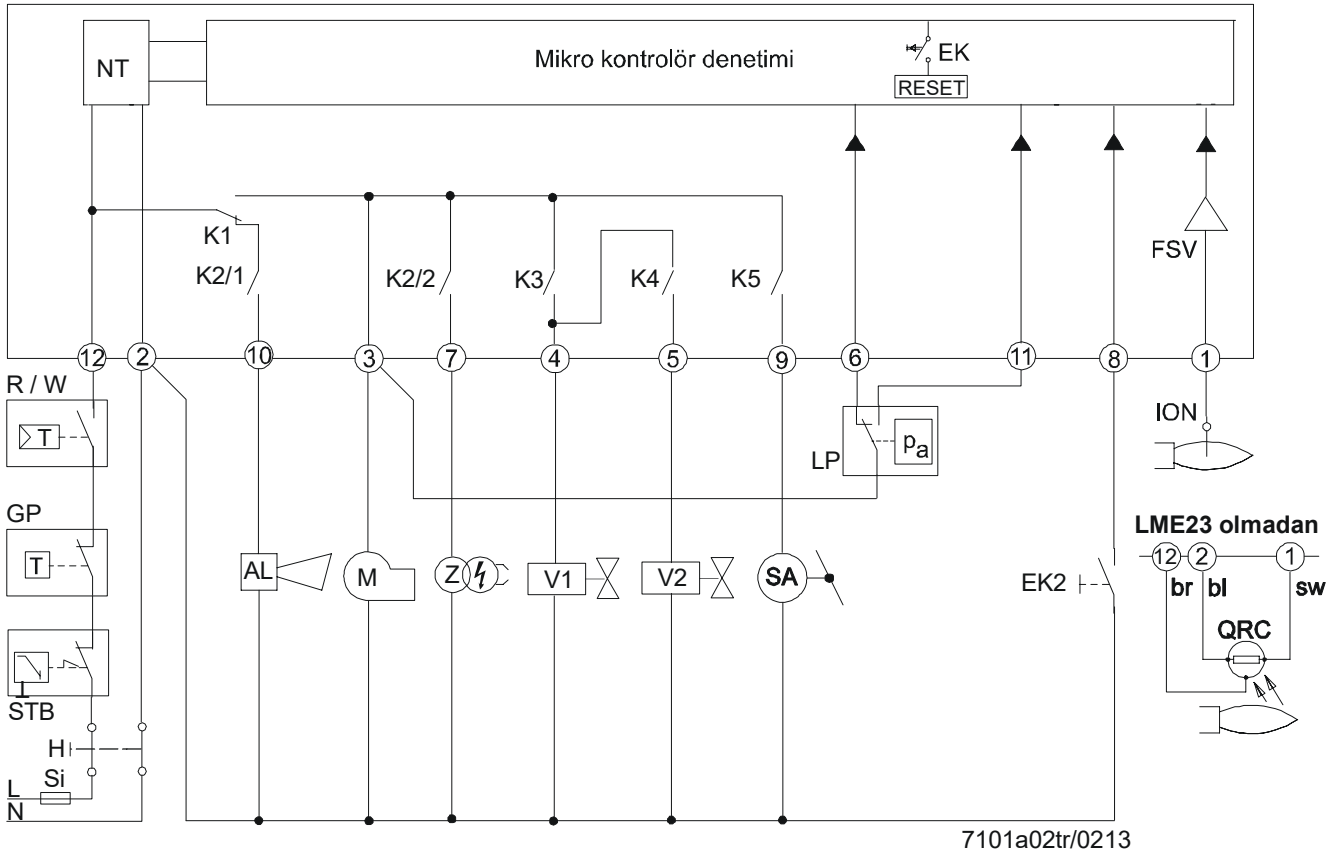 NT
Mikro kontrolör denetimi
EK
RESET
FSV
K1
K2/1
K2/2
K3
K4
K5
12
2
10
3
7
4
5
9
6
11
8
1
R / W
T
LP
pa
ION
GP
T
LME23 olmadan
12
2
1
br
bl
sw
QRC
AL
M
Z
V1
V2
SA
EK2
STB
H
Si
L
N
7101a02tr/0213